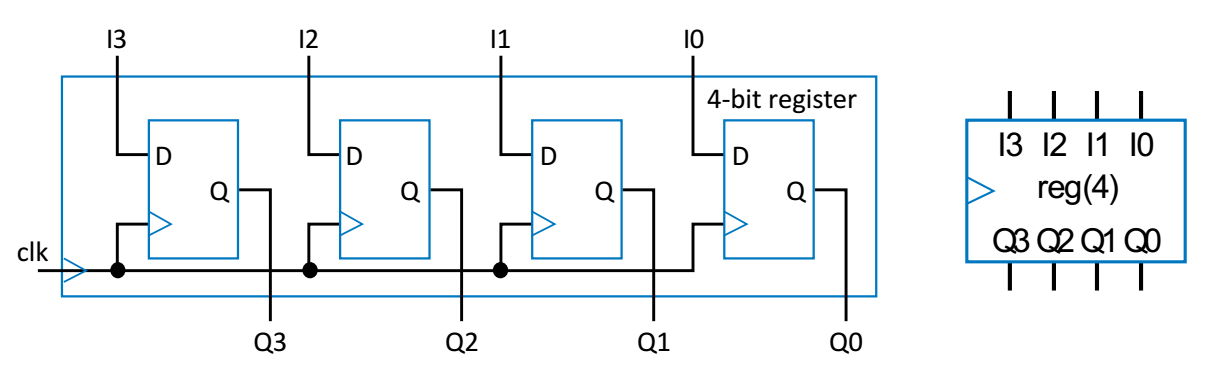 I3 I2 I1 I0
4-bit register
D D D D
Q Q Q Q
clk
Q3 Q2 Q1 Q0
I3 I2 I1 I0
reg(4)
Q3 Q2 Q1 Q0